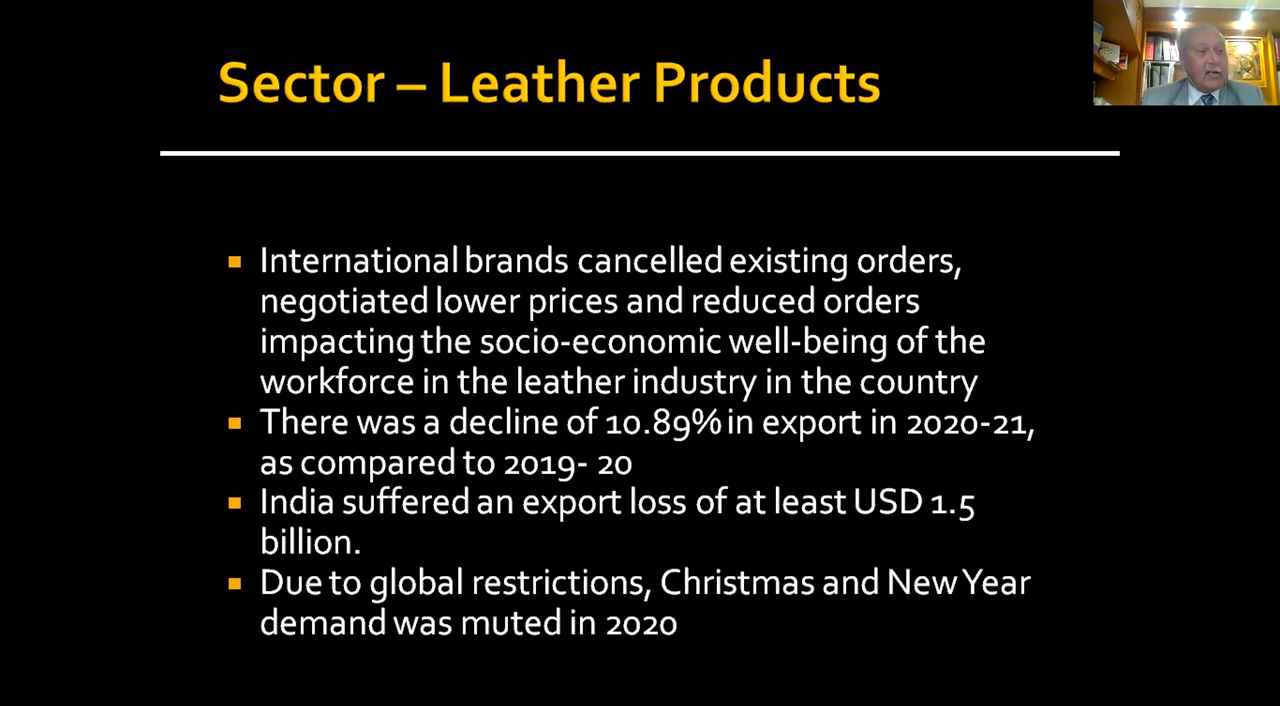 Sector – Leather Products
International brands cancelled existing orders,
negotiated lower prices and reduced orders
impacting the socio-economic well-being of the
workforce in the leather industry in the country
There was a decline of 10.89% in export in 2020-21,
as compared to 2019- 20
India suffered an export loss of at least USD 1.5
billion.
Due to global restrictions, Christmas and New Year
demand was muted in 2020